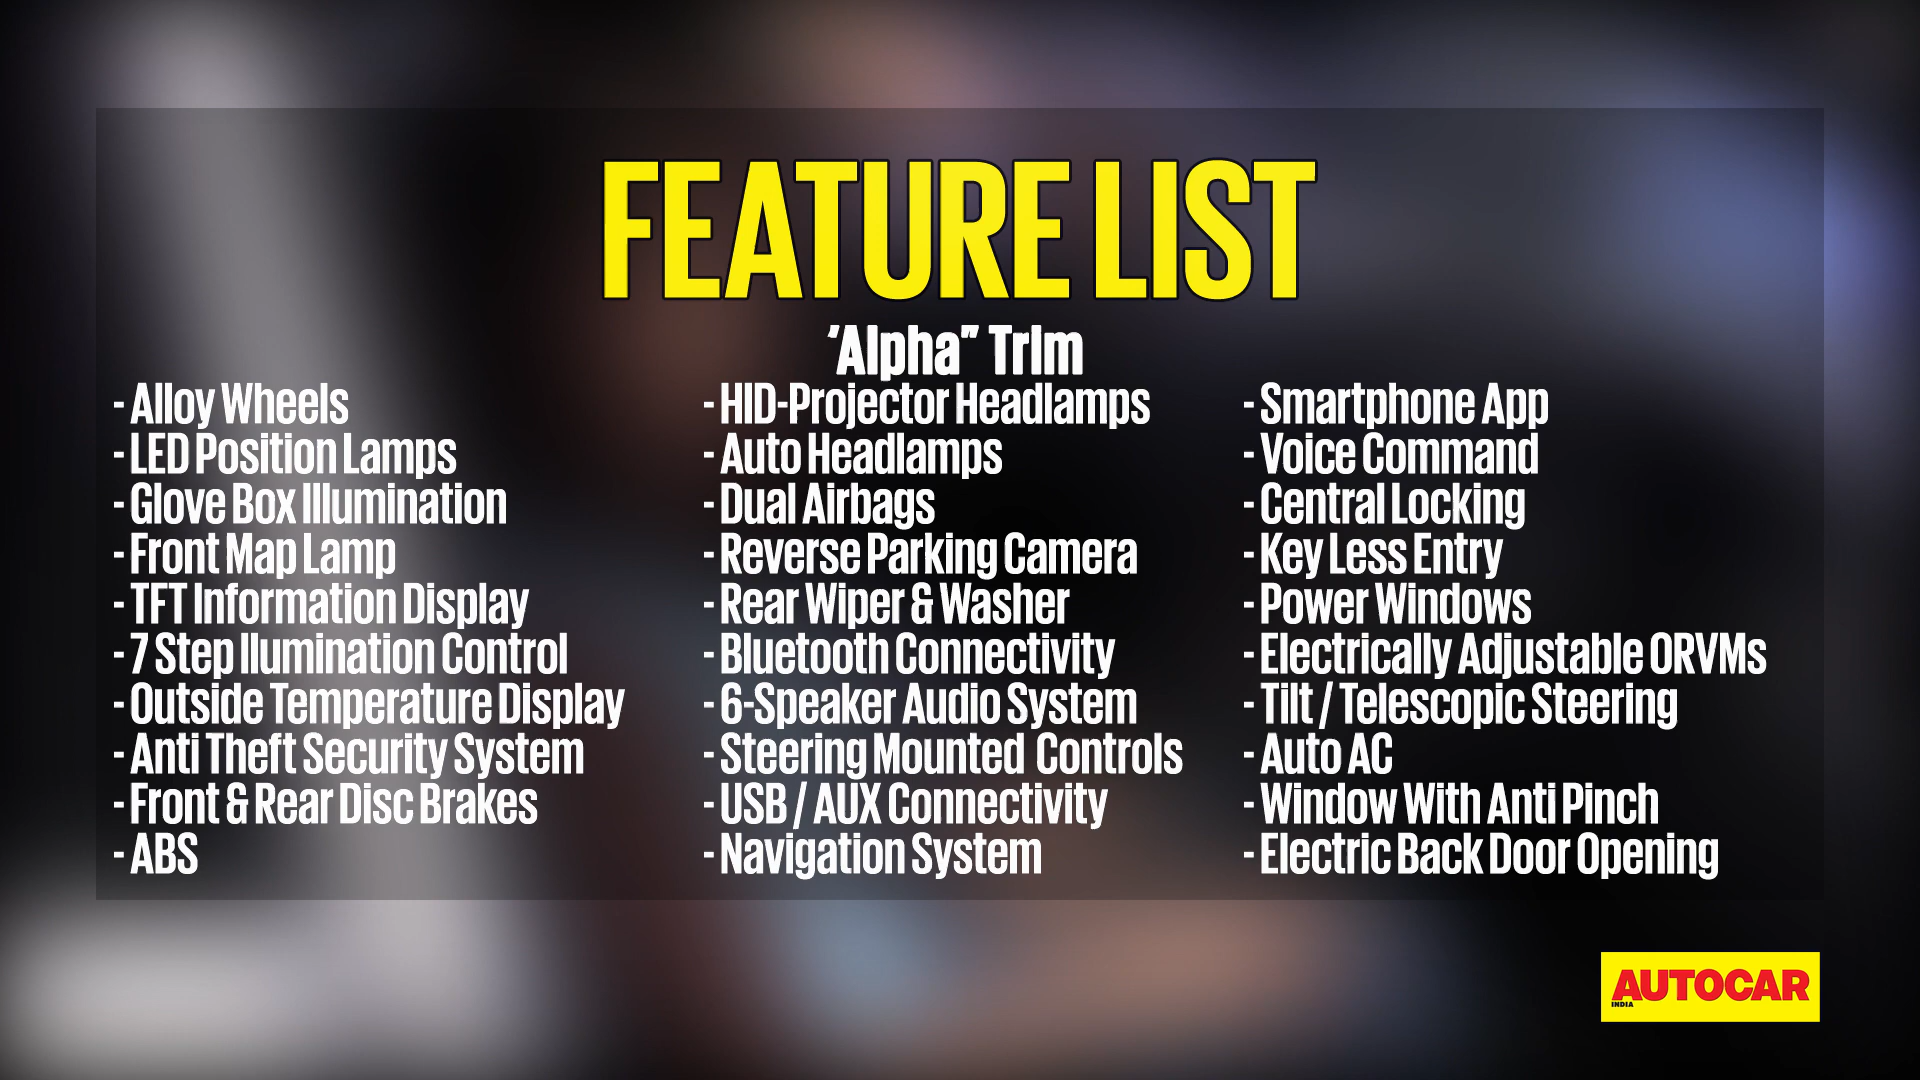 FEATURE LIST
'Alpha" TrIm
- Alloy Wheels
- LED Position Lamps
- Glove Box Illumination
- Front Map Lamp
- TFT Information Display
- 7 Step Ilumination Control
- Outside Temperature Display
- Anti Theft Security System
- Front & Rear Disc Brakes
- ABS
- HID-Projector Headlamps
- Auto Headlamps
- Dual Airbags
- Reverse Parking Camera
- Rear Wiper & Washer
- Bluetooth Connectivity
- 6-Speaker Audio System
- Steering Mounted Controls
- USB / AUX Connectivity
- Navigation System
- Smartphone App
- Voice Command
- Central Locking
- Key Less Entry
- Power Windows
- Electrically Adjustable ORVMs
- Tilt / Telescopic Steering
- Auto AC
- Window With Anti Pinch
- Electric Back Door Opening
AUTOCAR
INDIA